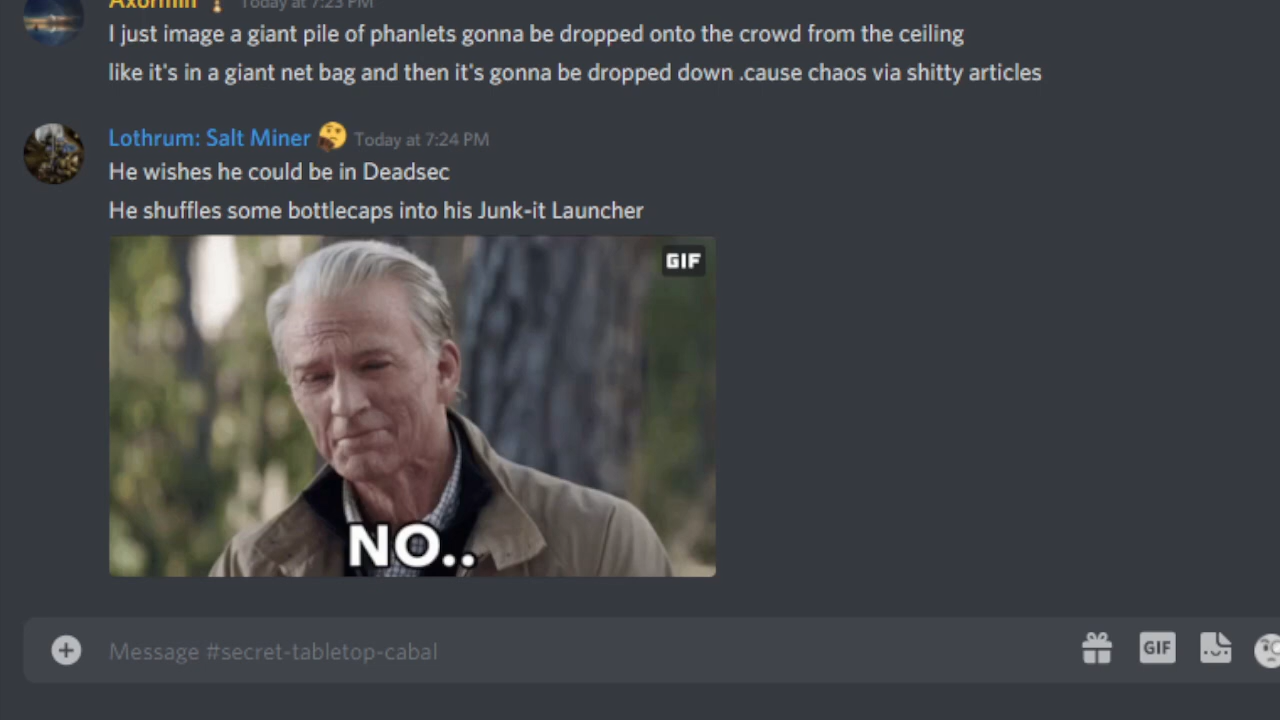 Axormin Today at 7:23 PM
I just image a giant pile of phanlets gonna be dropped onto the crowd from the ceiling
like it's in a giant net bag and then it's gonna be dropped down .cause chaos via shitty articles
Lothrum: Salt Miner Today at 7:24 PM
He wishes he could be in Deadsec
He shuffles some bottlecaps into his Junk-it Launcher
GIF
NO..
Message #secret-tabletop-cabal
GIF